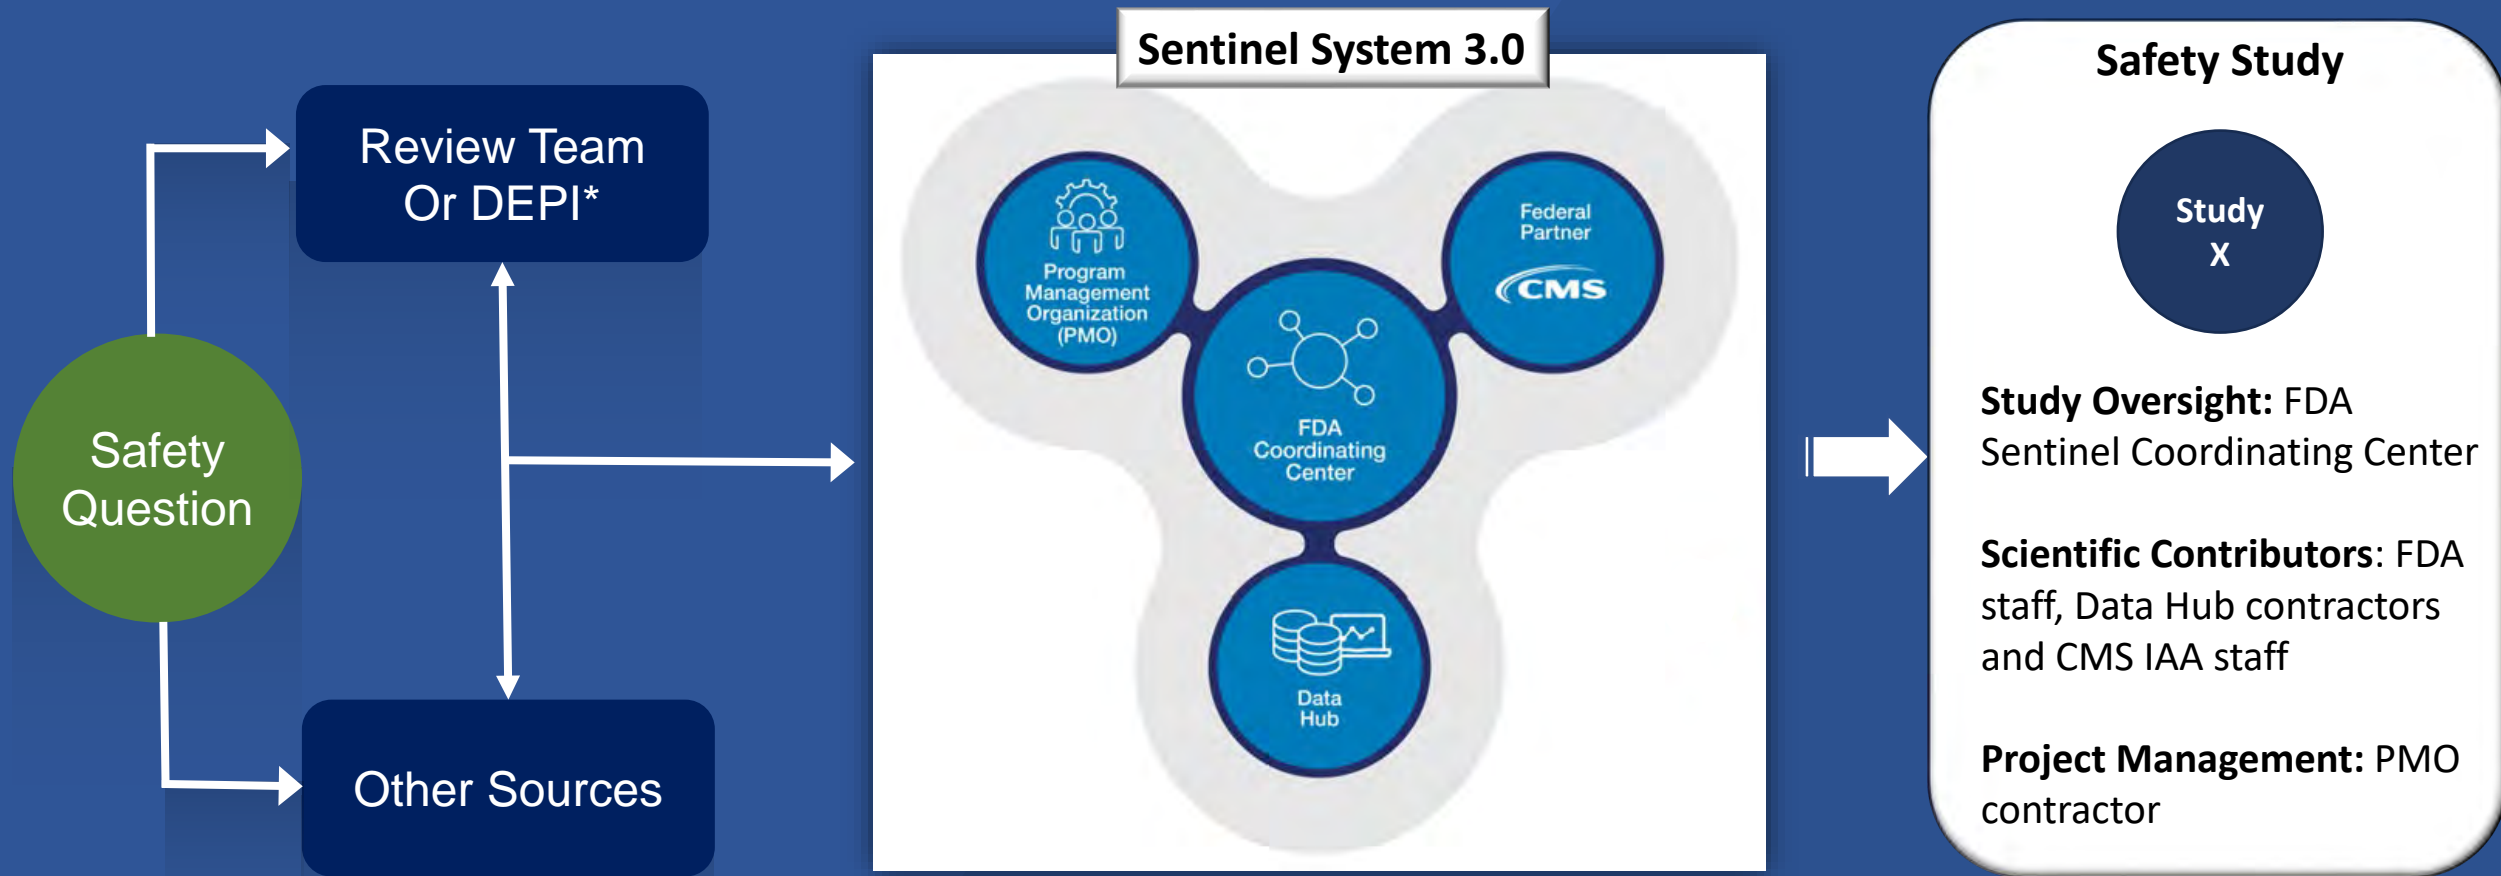 Safety
Question
Review Team
Or DEPI*
Other Sources
Sentinel System 3.0
Program
Management
Organization
(PMO)
Federal
Partner
CMS
FDA
Coordinating
Center
Data
Hub
Safety Study
Study
X
Study Oversight: FDA
Sentinel Coordinating Center
Scientific Contributors: FDA
staff, Data Hub contractors
and CMS IAA staff
Project Management: PMO
contractor